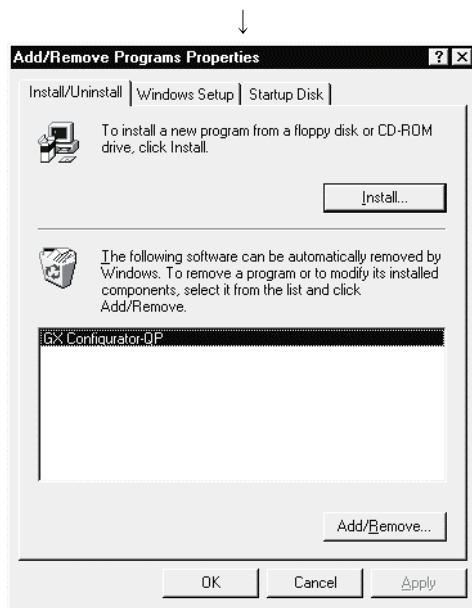 ↓
Add/Remove Programs Properties
Install/Uninstall Windows Setup Startup Disk
To install a new program from a floppy disk or CD-ROM
drive, click Install.
Install...
The following software can be automatically removed by
Windows. To remove a program or to modify its installed
components, select it from the list and click
Add/Remove.
GX Configurator-QP
Add/Remove...
OK Cancel Apply